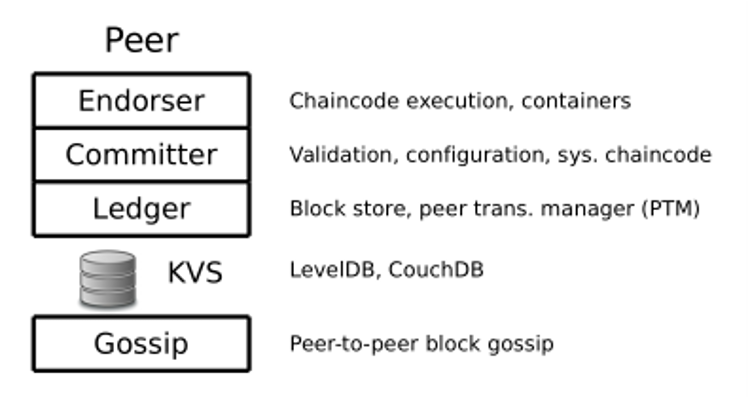 Peer
Endorser Chaincode execution, containers
Committer Validation, configuration, sys. chaincode
Ledger Block store, peer trans. manager (PTM)
KVS LevelDB, CouchDB
Gossip Peer-to-peer block gossip